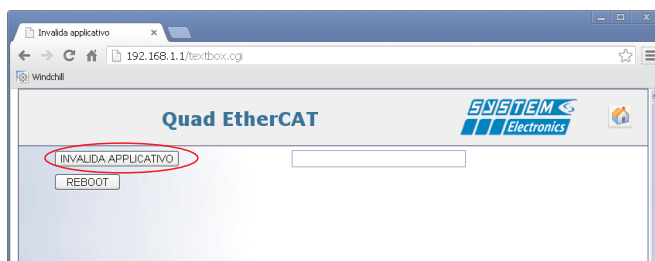 Invalida applicativo
192.168.1.1/textbox.cgi
Windchill
Quad EtherCAT
SYSTEM
Electronics
INVALIDA APPLICATIVO
REBOOT